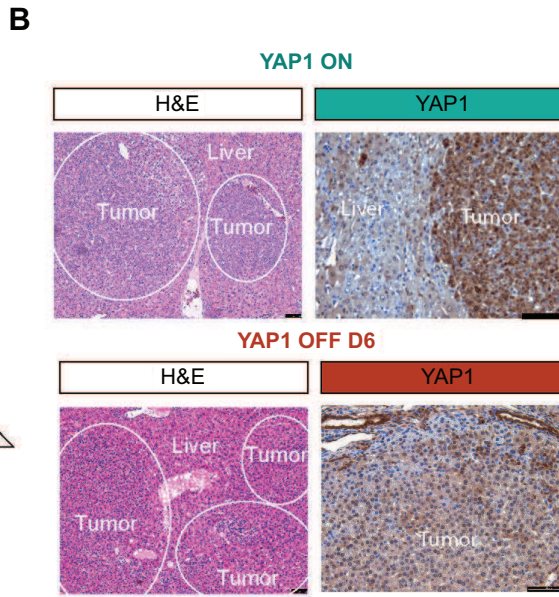 B
YAP1 ON
H&E YAP1
Liver
Tumor Tumor
Liver Tumor
YAP1 OFF D6
H&E YAP1
Liver Tumor
Tumor
Tumor
Tumor